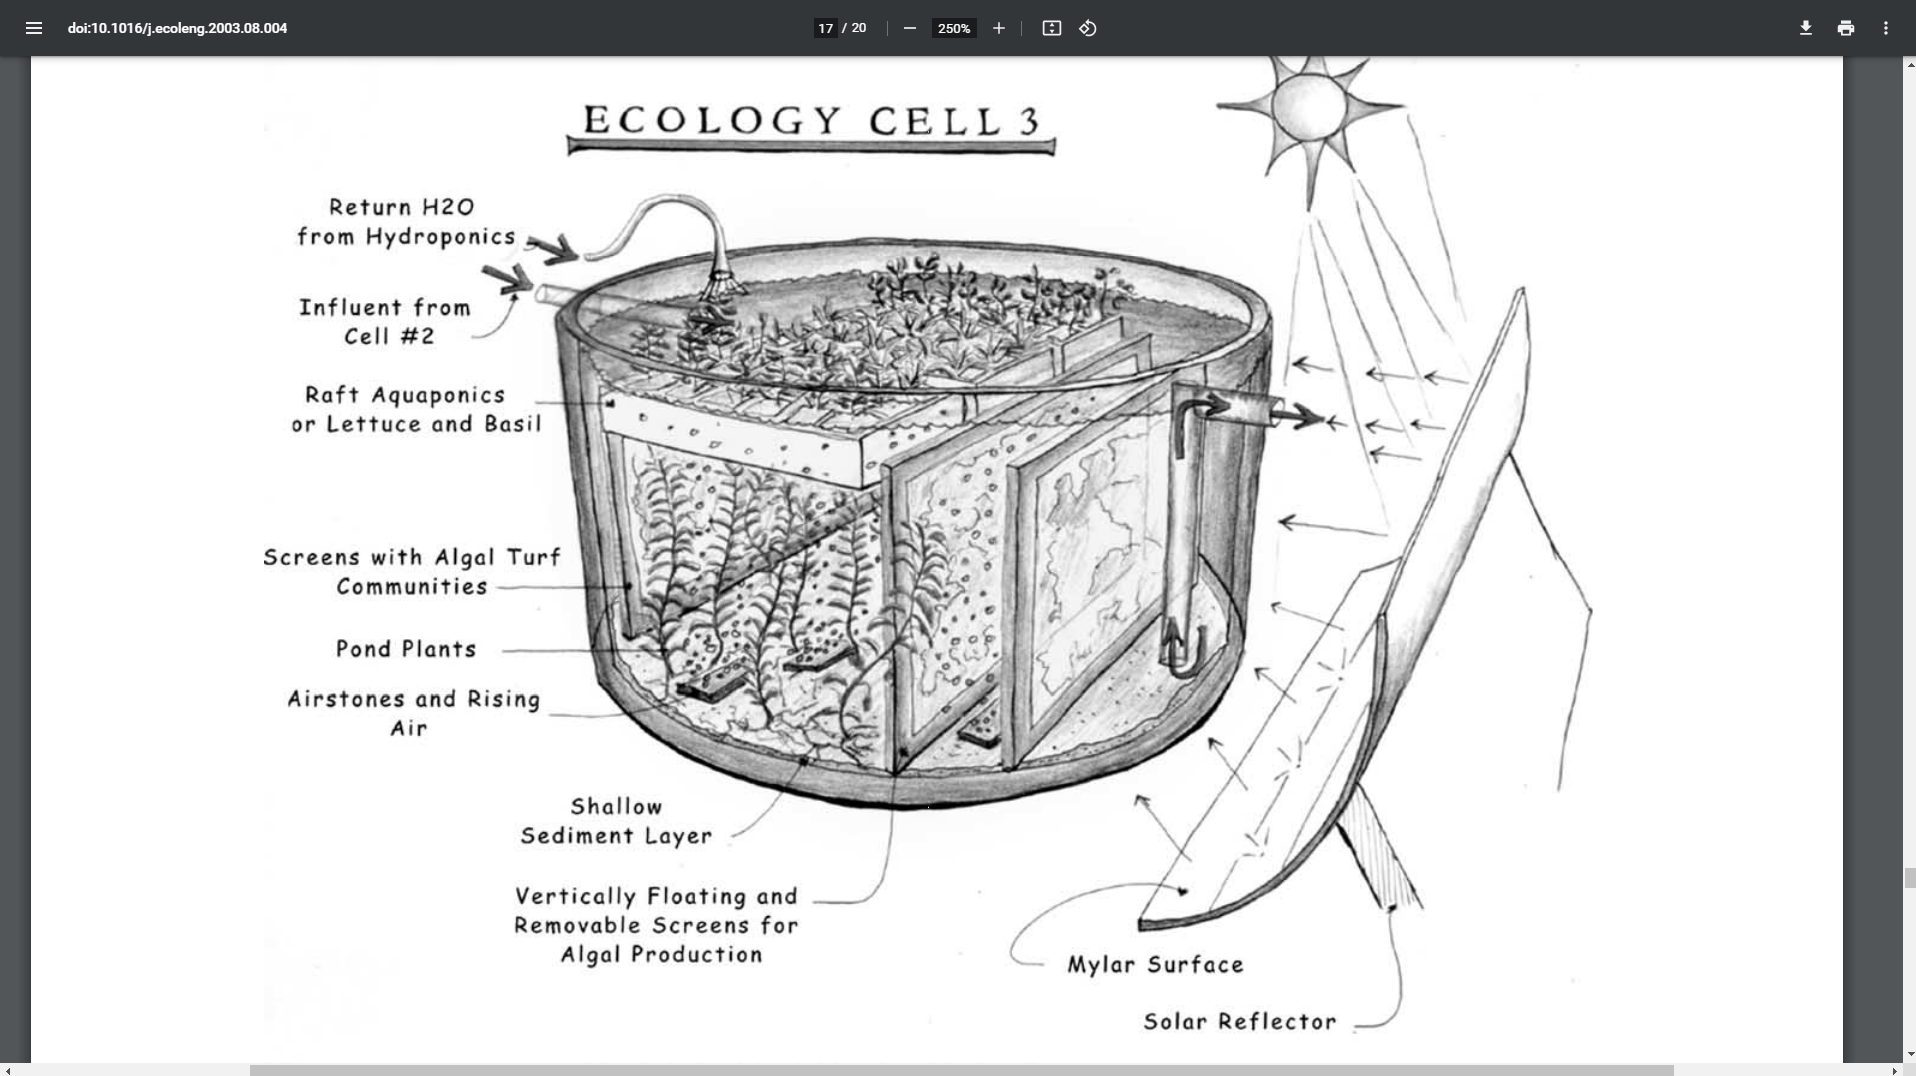 doi:10.1016/j.ecoleng.2003.08.004
17 / 20
250%
ECOLOGY CELL 3
Return H2O
from Hydroponics
Influent from
Cell #2
Raft Aquaponics
or Lettuce and Basil
Screens with Algal Turf
Communities
Pond Plants
Airstones and Rising
Air
Shallow
Sediment Layer
Vertically Floating and
Removable Screens for
Algal Production
Mylar Surface
Solar Reflector